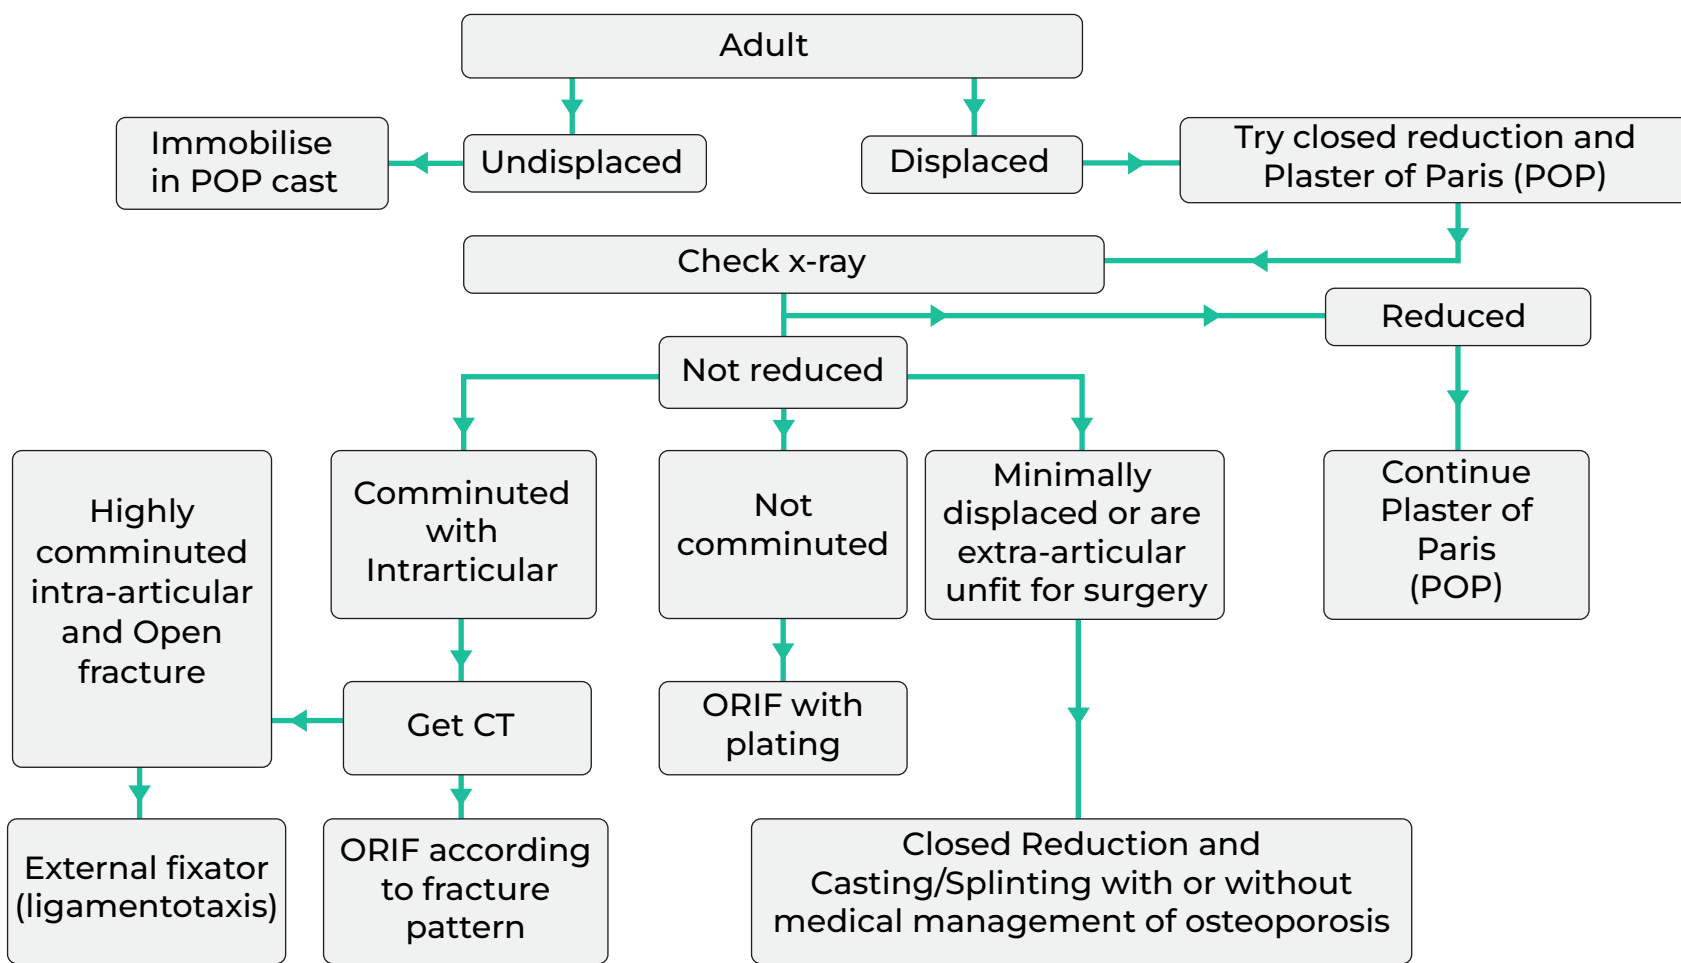 Adult
Immobilise
in POP cast
Undisplaced
Displaced
Try closed reduction and
Plaster of Paris (POP)
Check x-ray
Reduced
Not reduced
Highly
comminuted
intra-articular
and Open
fracture
Comminuted
with
Intrarticular
Not
comminuted
Minimally
displaced or are
extra-articular
unfit for surgery
Continue
Plaster of
Paris
(POP)
Get CT
ORIF with
plating
External fixator
(ligamentotaxis)
ORIF according
to fracture
pattern
Closed Reduction and
Casting/Splinting with or without
medical management of osteoporosis